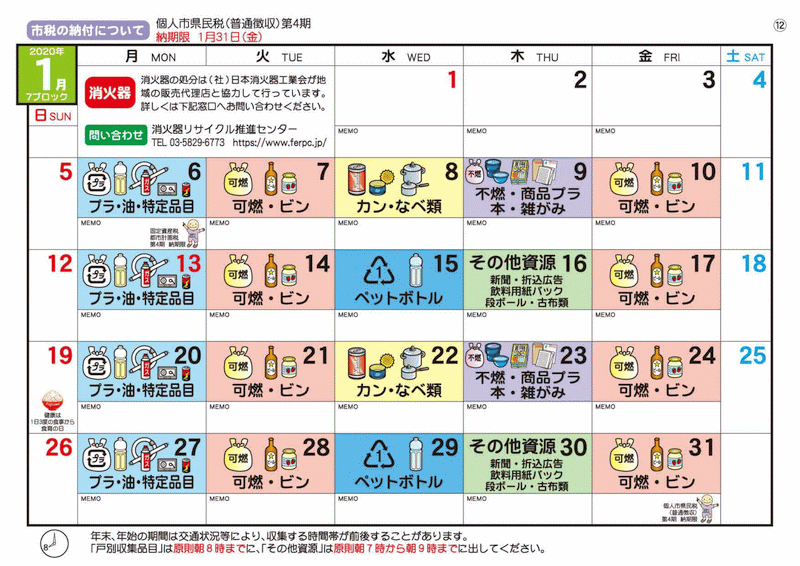 市税の納付について
個人市県民税(普通徴収)第4期
納期限 1月31日(金)
⑫
2020年
1月
7ブロック
日 SUN
月 MON
火 TUE
水 WED
木 THU
金 FRI
土 SAT
消火器
消火器の処分は(社)日本消火器工業会が地
域の販売代理店と協力して行っています。
詳しくは下記窓口へお問い合わせください。
問い合わせ
消火器リサイクル推進センター
TEL 03-5829-6773 https://www.ferpc.jp/
1
MEMO
2
MEMO
3
MEMO
4
5
6
プラ・油・特定品目
MEMO
固定資産税
都市計画税
第4期 納期限
7
可燃
可燃・ビン
MEMO
8
カン・なべ類
MEMO
9
不燃
不燃・商品プラ
本・雑がみ
MEMO
10
可燃
可燃・ビン
MEMO
11
12
13
プラ・油・特定品目
MEMO
14
可燃
可燃・ビン
MEMO
15
1
ペットボトル
MEMO
16
その他資源
新聞・折込広告
飲料用紙パック
段ボール・古布類
MEMO
17
可燃
可燃・ビン
MEMO
18
19
健康は
1日3度の食事から
食育の日
20
プラ・油・特定品目
MEMO
21
可燃
可燃・ビン
MEMO
22
カン・なべ類
MEMO
23
不燃
不燃・商品プラ
本・雑がみ
MEMO
24
可燃
可燃・ビン
MEMO
25
26
27
プラ・油・特定品目
MEMO
28
可燃
可燃・ビン
MEMO
29
1
ペットボトル
MEMO
30
その他資源
新聞・折込広告
飲料用紙パック
段ボール・古布類
MEMO
31
可燃
可燃・ビン
MEMO
個人市県民税
(普通徴収)
第4期 納期限
8
年末、年始の期間は交通状況等により、収集する時間帯が前後することがあります。
「戸別収集品目」は原則朝8時までに、「その他資源」は原則朝7時から朝9時までに出してください。